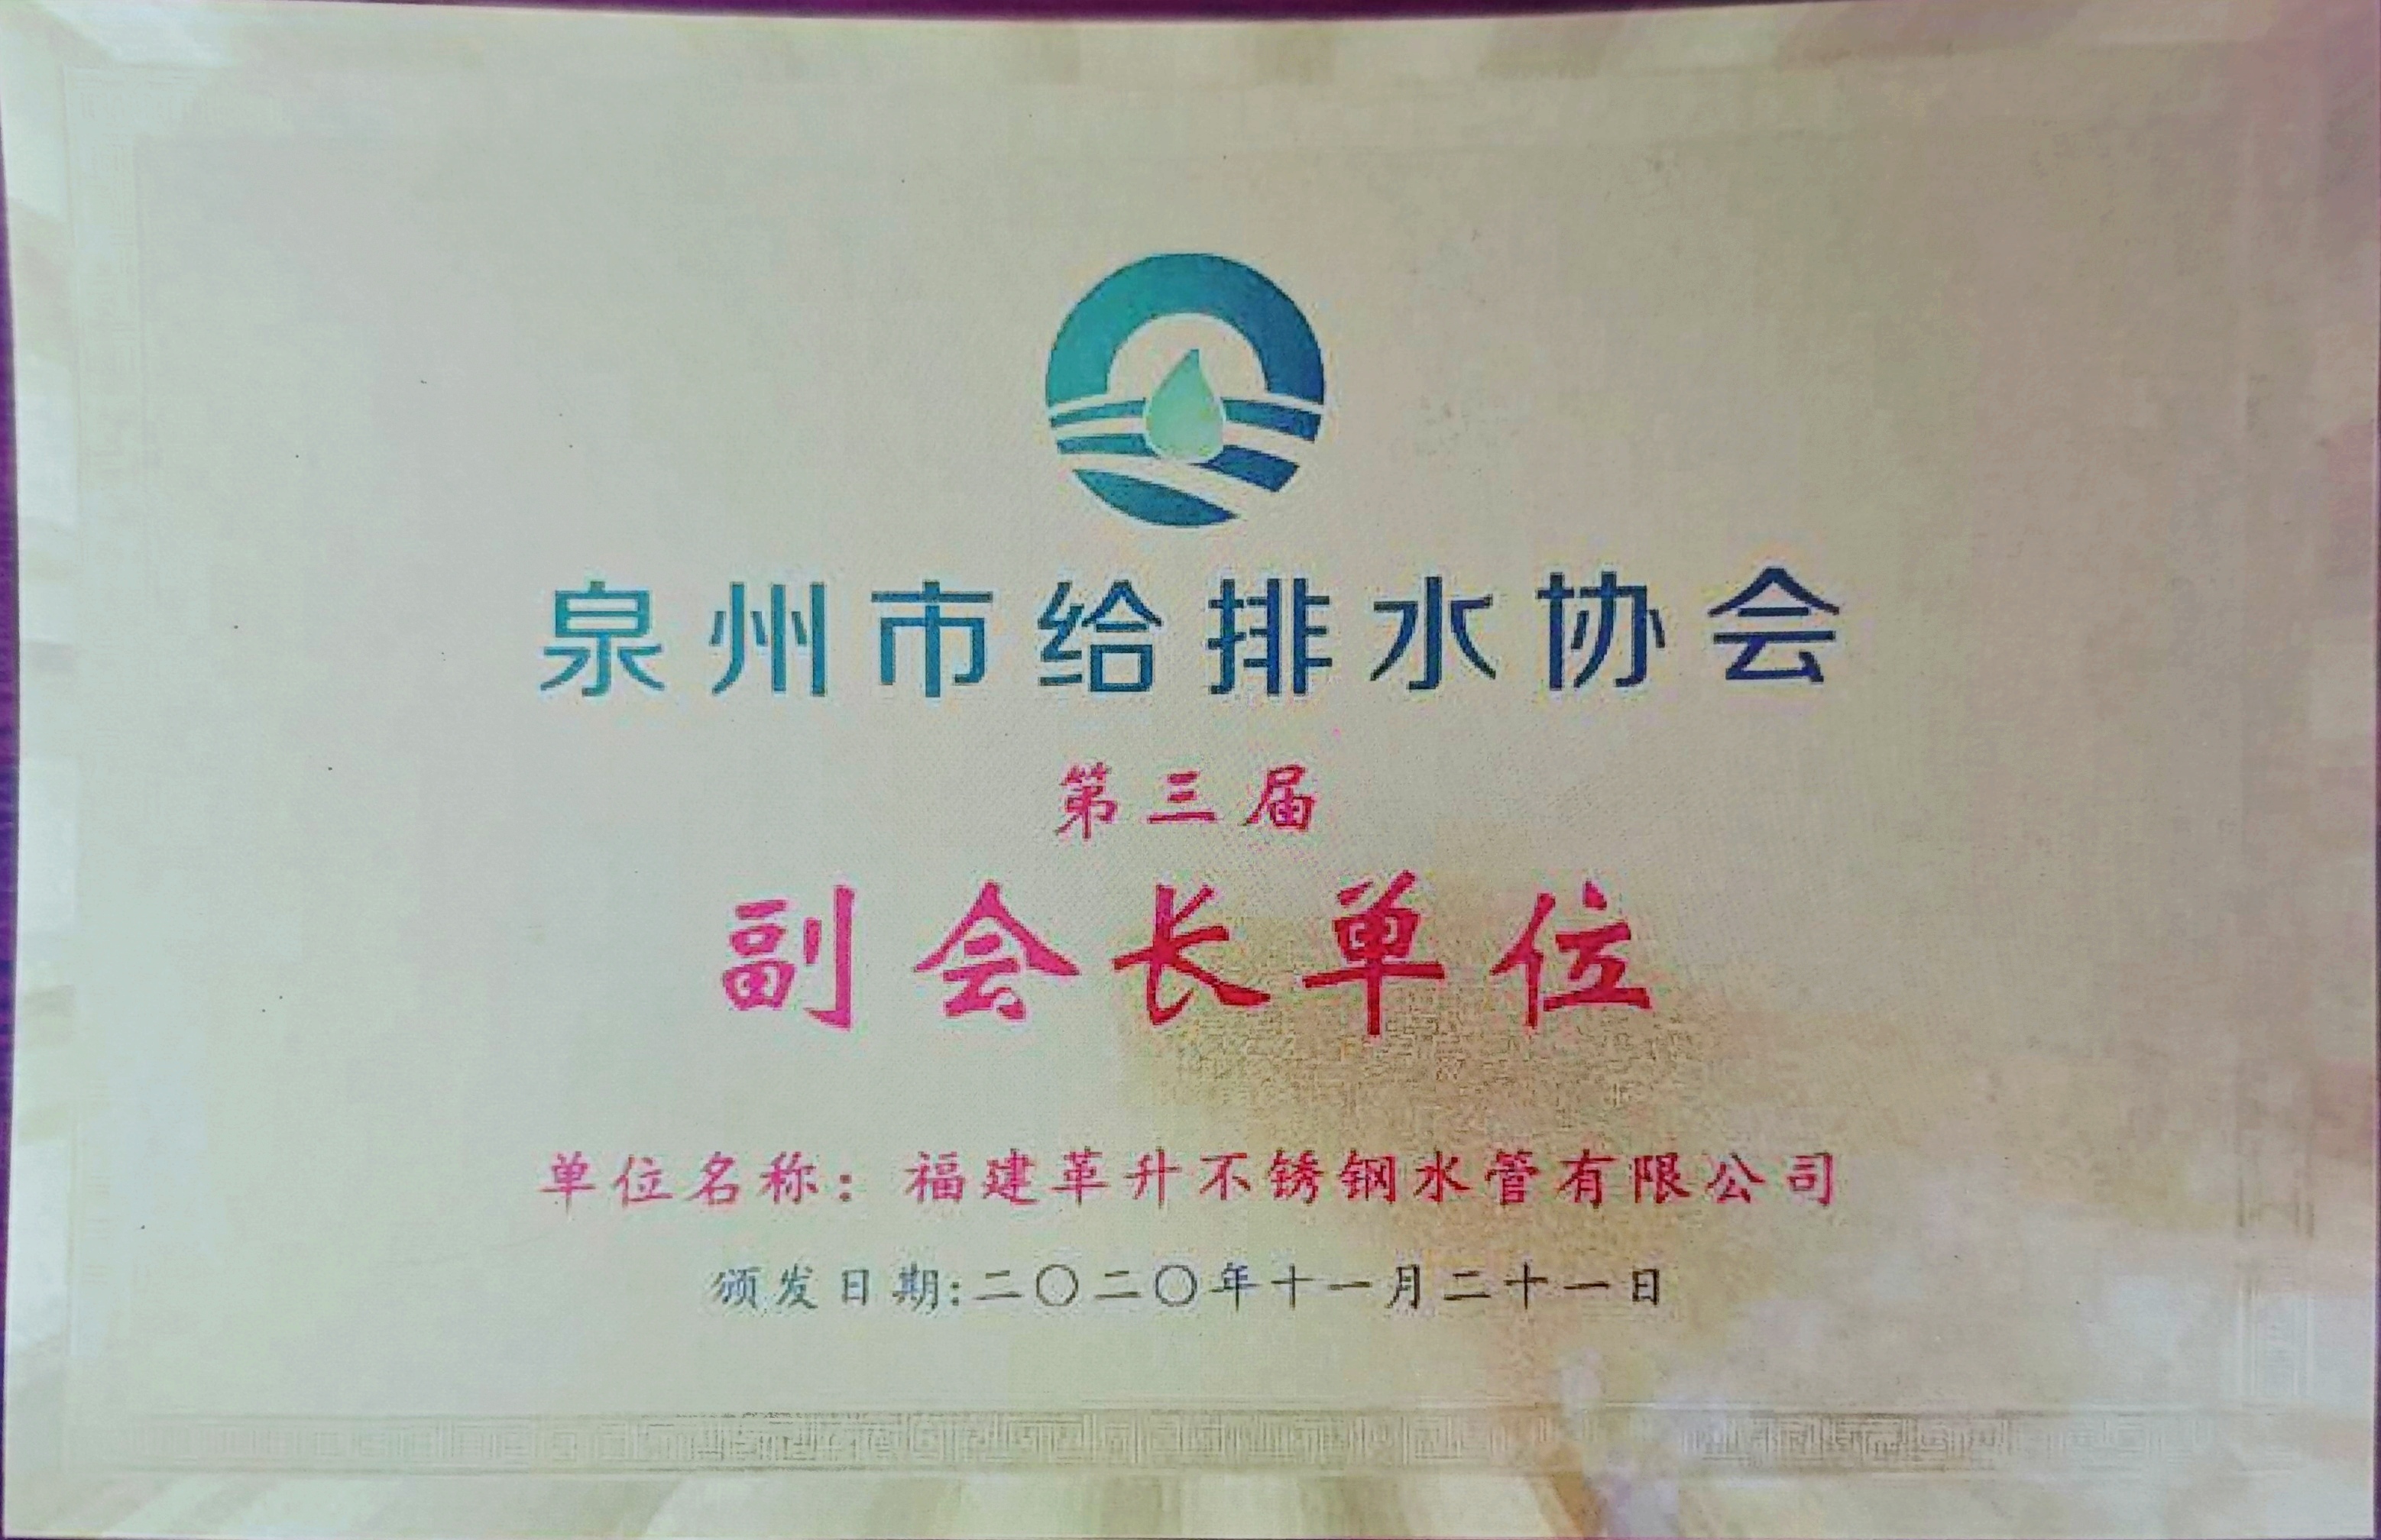 泉州市给排水协会
第三届
副会长单位
单位名称：福建苹升不锈钢水管有限公司
颁发日期:二〇二〇年十一月二十一日